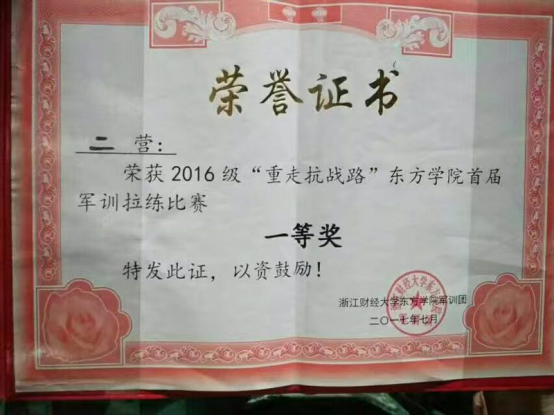 荣誉证书
二 营：
荣获2016级“重走抗战路”东方学院首届
军训拉练比赛
一等奖
特发此证，以资鼓励！
浙江财经大学东方学院军训团
二〇一七年七月